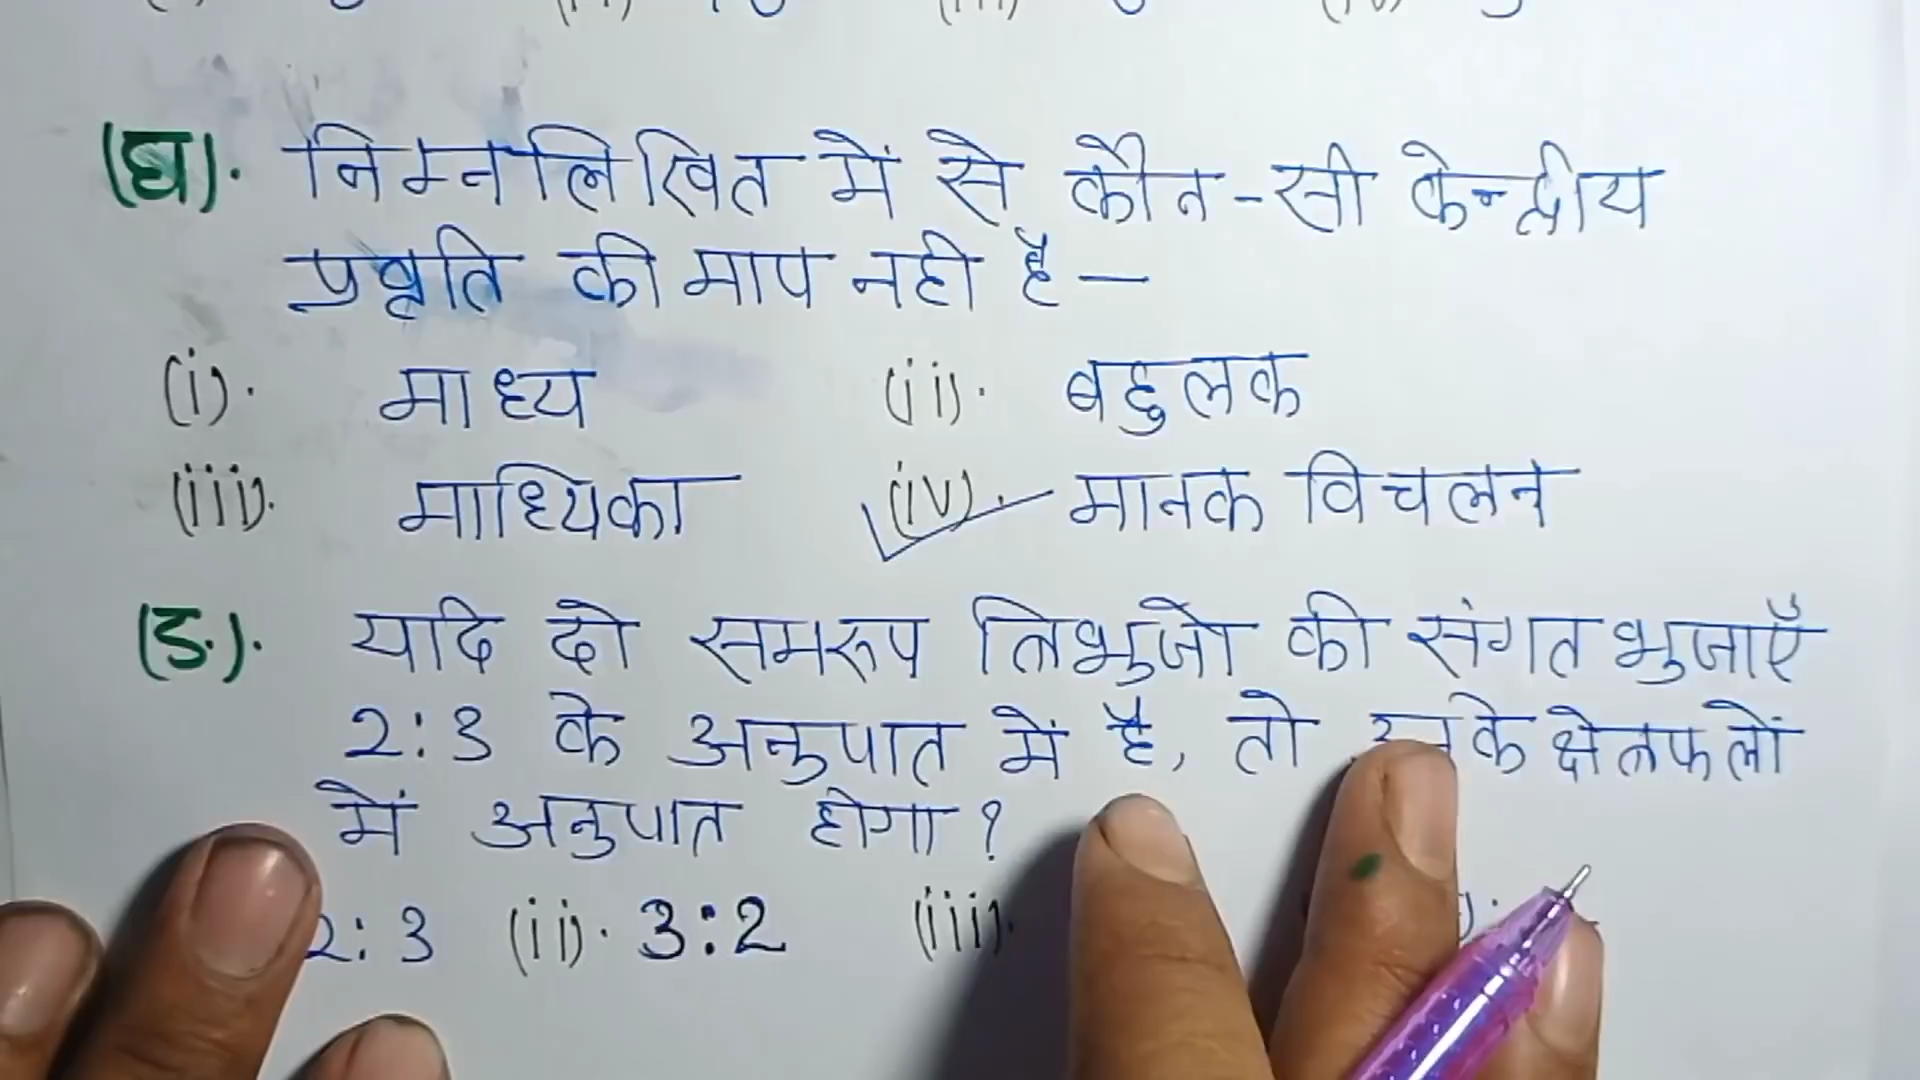 (घ). निम्नलिखित में से कौन-सी केन्द्रीय
प्रवृति की माप नही है —
(i). माध्य (ii). बहुलक
(iii). माध्यिका (iv). मानक विचलन
(ड.). यदि दो समरूप त्रिभुजो की संगत भुजाएँ
2:3 के अनुपात में है, तो उनके क्षेत्रफलों
में अनुपात होगा ?
2:3 (ii). 3:2 (iii).